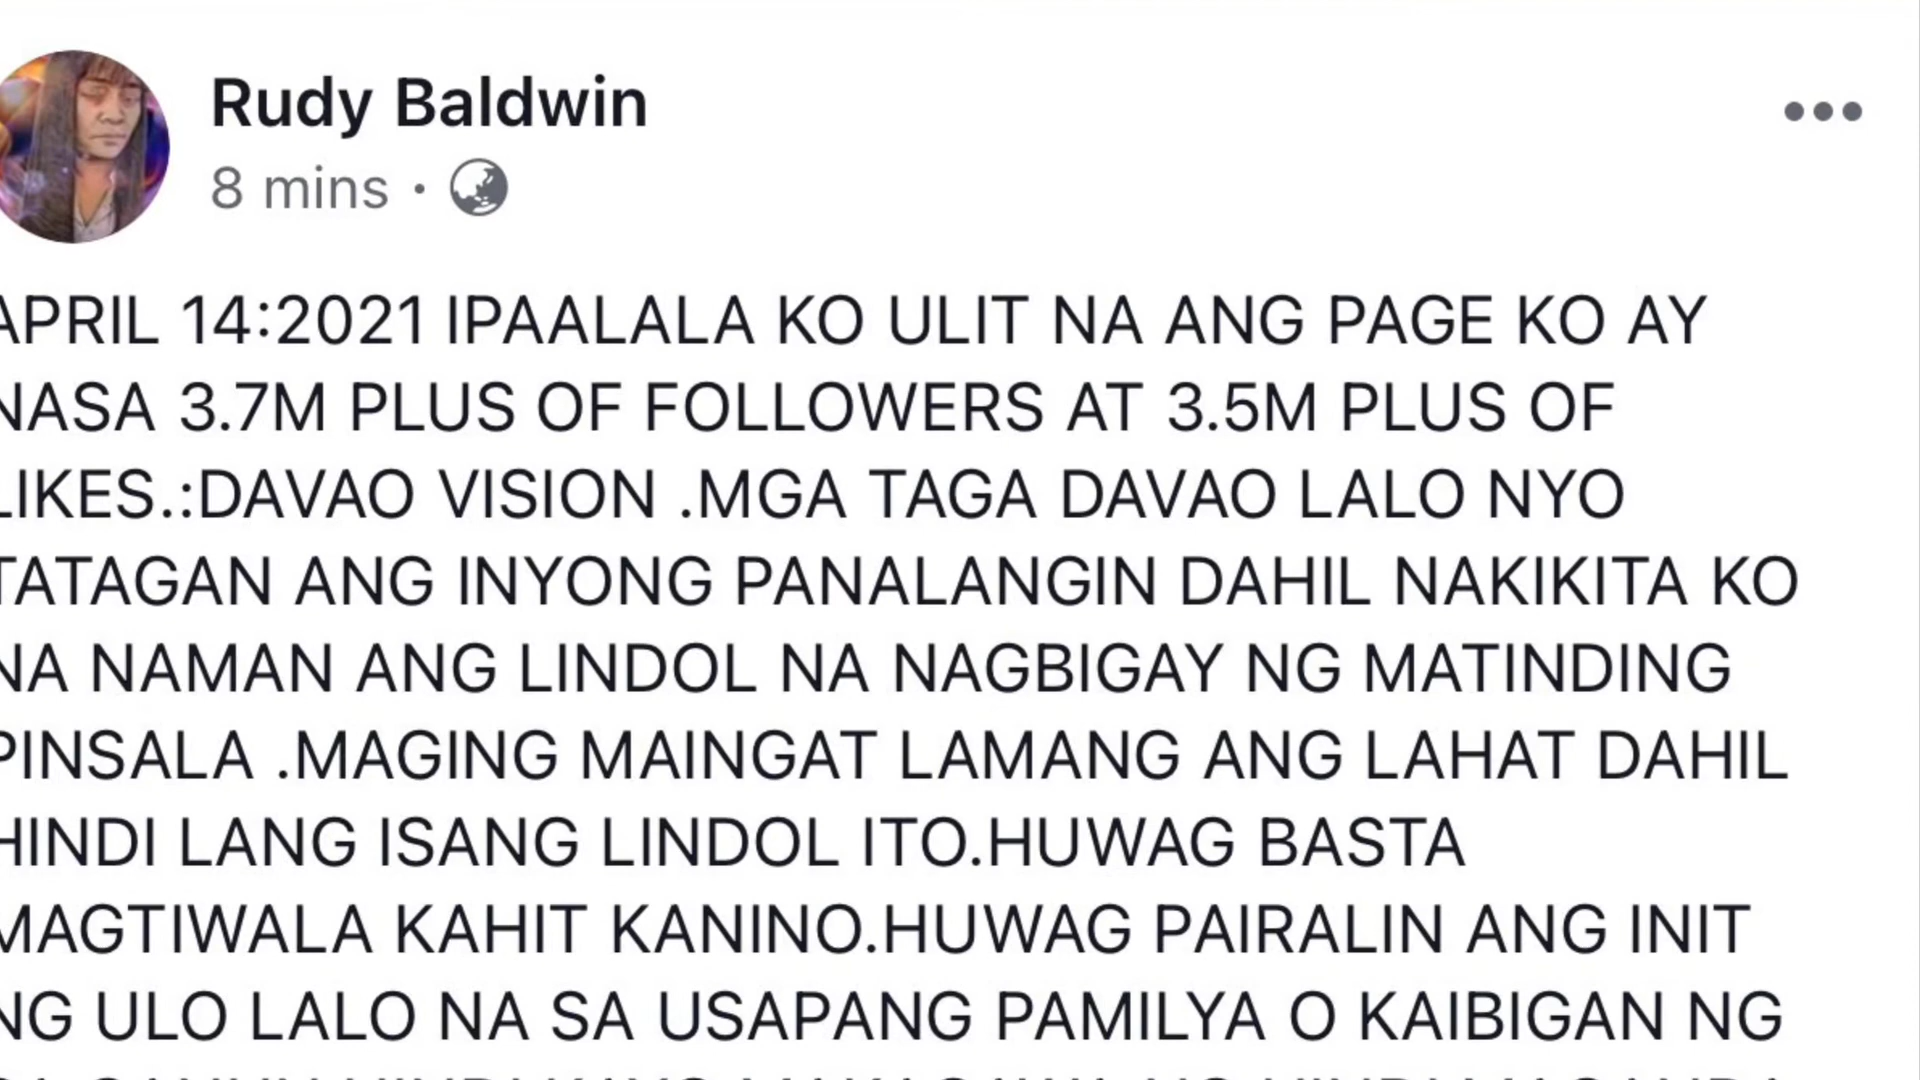 Rudy Baldwin
8 mins ·
APRIL 14:2021 IPAALALA KO ULIT NA ANG PAGE KO AY
NASA 3.7M PLUS OF FOLLOWERS AT 3.5M PLUS OF
LIKES.:DAVAO VISION .MGA TAGA DAVAO LALO NYO
TATAGAN ANG INYONG PANALANGIN DAHIL NAKIKITA KO
NA NAMAN ANG LINDOL NA NAGBIGAY NG MATINDING
PINSALA .MAGING MAINGAT LAMANG ANG LAHAT DAHIL
HINDI LANG ISANG LINDOL ITO.HUWAG BASTA
MAGTIWALA KAHIT KANINO.HUWAG PAIRALIN ANG INIT
NG ULO LALO NA SA USAPANG PAMILYA O KAIBIGAN NG